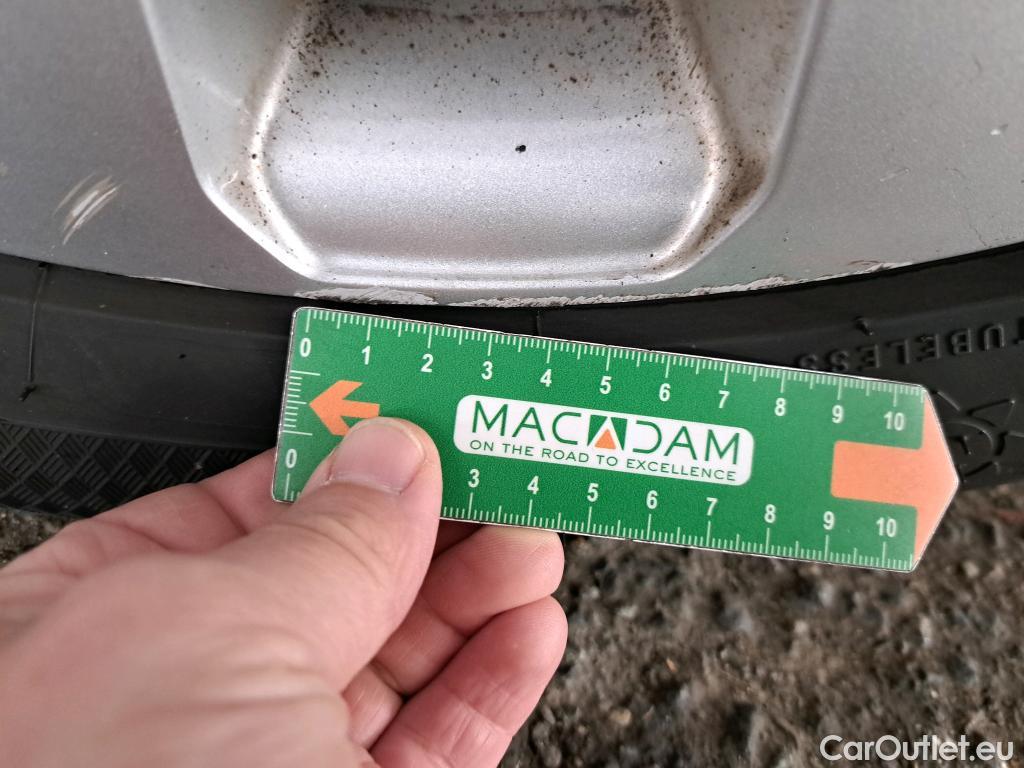 TUBELESS
0 1 2 3 4 5 6 7 8 9 10
MACADAM
ON THE ROAD TO EXCELLENCE
0 3 4 5 6 7 8 9 10
CarOutlet.eu